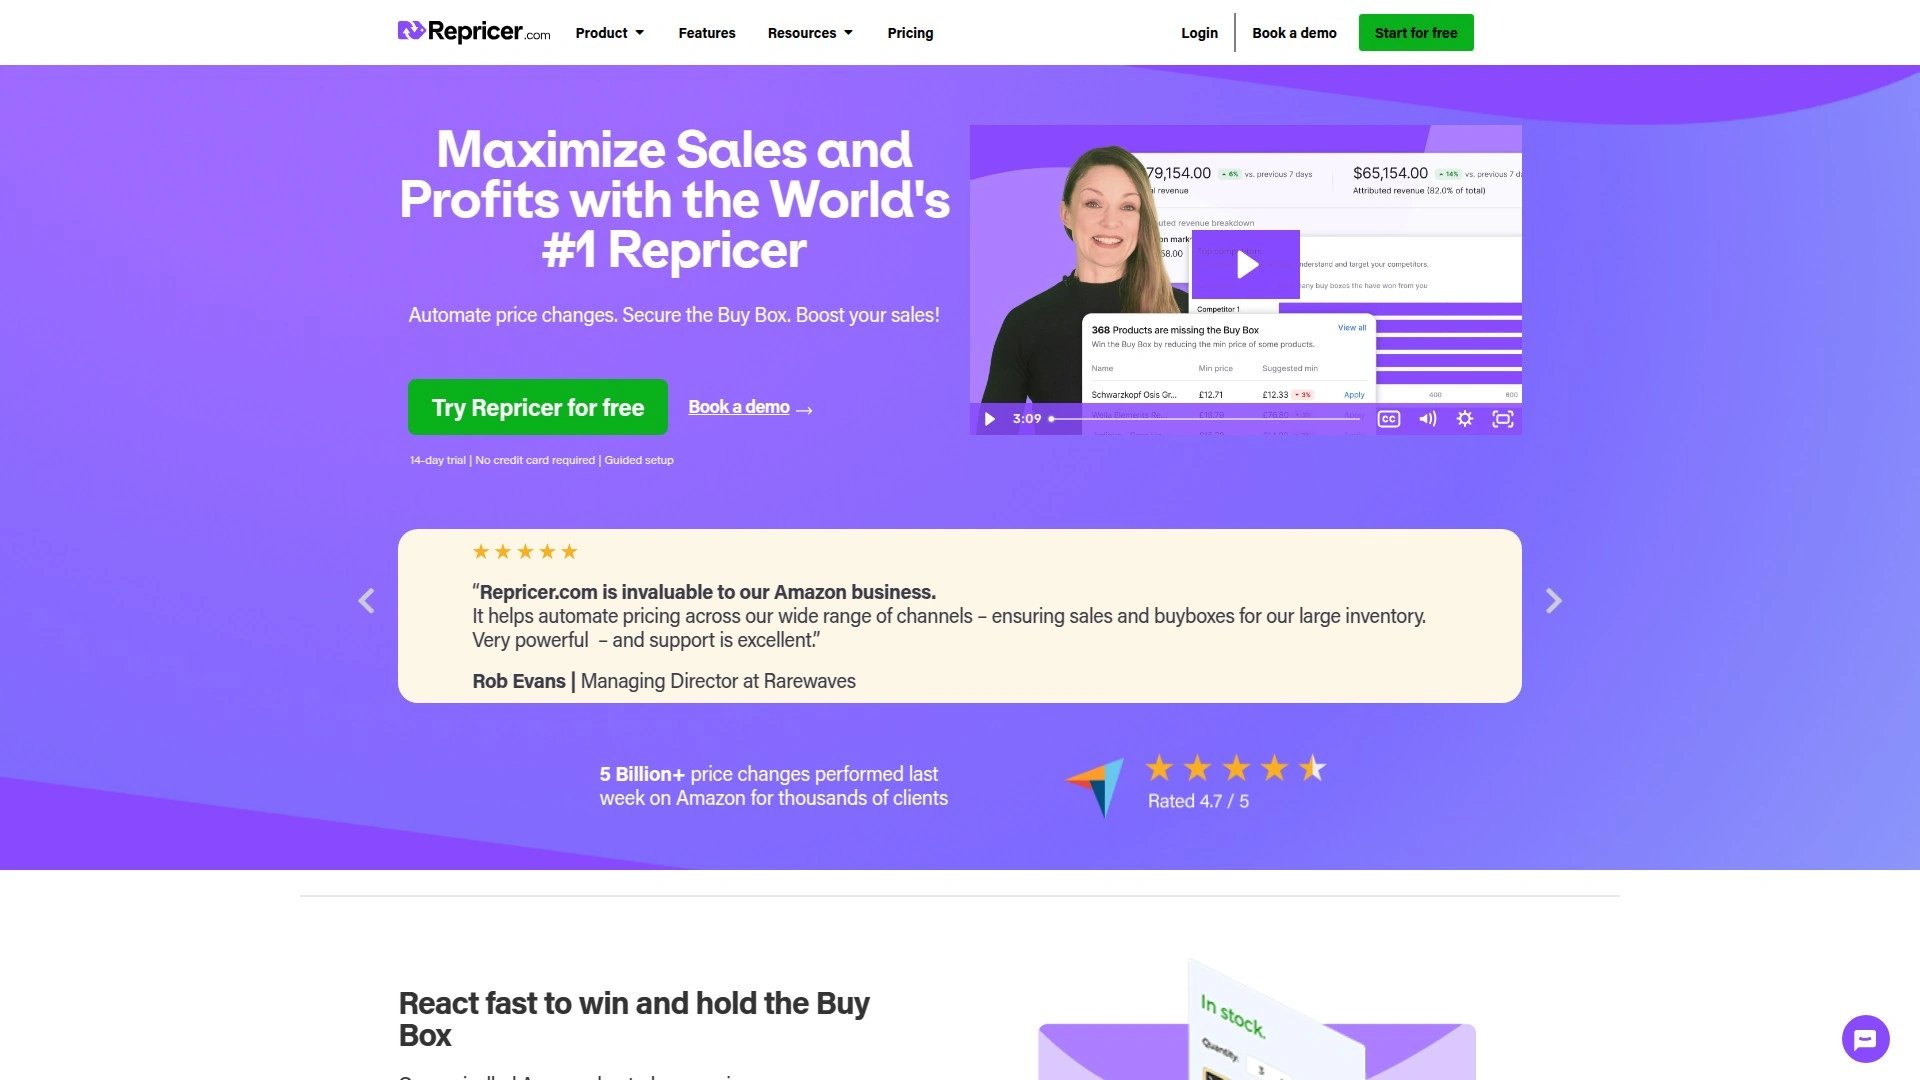 Repricer.com
Product
Features
Resources
Pricing
Login
Book a demo
Start for free
Maximize Sales and
Profits with the World's
#1 Repricer
Automate price changes. Secure the Buy Box. Boost your sales!
Try Repricer for free
Book a demo →
14-day trial | No credit card required | Guided setup
79,154.00 6% vs. previous 7 days
revenue
$65,154.00 14% vs. previous 7
Attributed revenue (82.0% of total)
revenue breakdown
58.00
understand and target your competitors.
many buy boxes the have won from you
Competitor 1
368 Products are missing the Buy Box
View all
Win the Buy Box by reducing the min price of some products.
Name Min price Suggested min
Schwarzkopf Osis Gr... £12.71 £12.33 3% Apply
400 800
3:09
CC
★★★★★
“Repricer.com is invaluable to our Amazon business.
It helps automate pricing across our wide range of channels – ensuring sales and buyboxes for our large inventory.
Very powerful – and support is excellent.”
Rob Evans | Managing Director at Rarewaves
5 Billion+ price changes performed last
week on Amazon for thousands of clients
Rated 4.7 / 5
React fast to win and hold the Buy
Box
In stock.
Quantity.
3